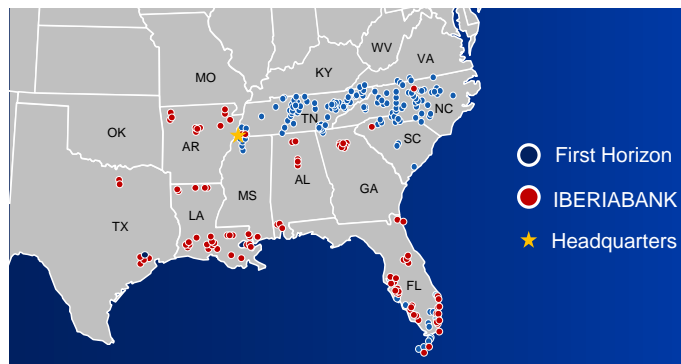 WV
VA
KY
MO
NC
TN
OK
AR
SC
MS
AL
GA
LA
TX
FL
First Horizon
IBERIABANK
Headquarters